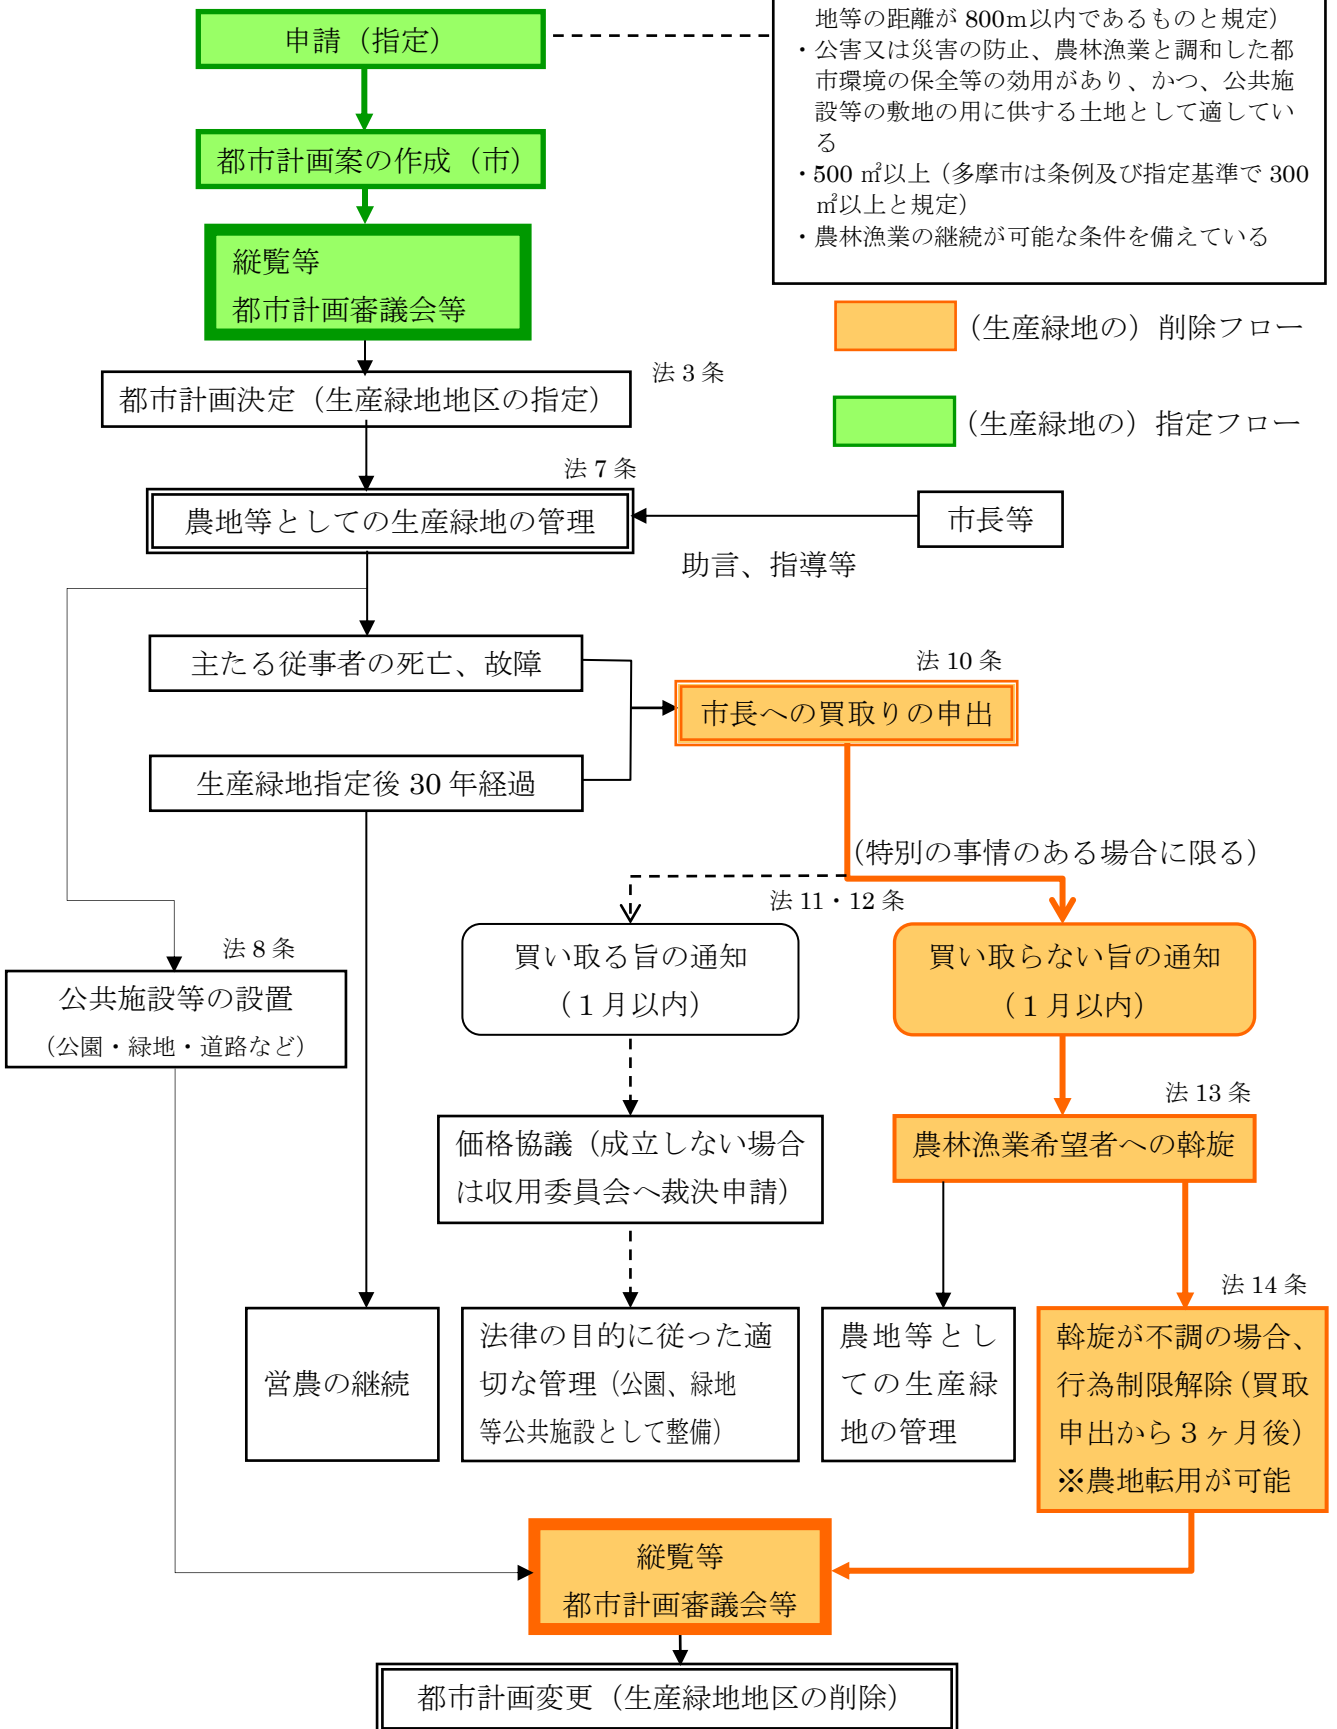 地等の距離が 800m以内であるものと規定）
・公害又は災害の防止、農林漁業と調和した都
市環境の保全等の効用があり、かつ、公共施
設等の敷地の用に供する土地として適してい
る
・500 ㎡以上（多摩市は条例及び指定基準で 300
㎡以上と規定）
・農林漁業の継続が可能な条件を備えている
申請（指定）
都市計画案の作成（市）
縦覧等
都市計画審議会等
（生産緑地の）削除フロー
（生産緑地の）指定フロー
法 3 条
都市計画決定（生産緑地地区の指定）
法 7 条
農地等としての生産緑地の管理
市長等
助言、指導等
主たる従事者の死亡、故障
法 10 条
市長への買取りの申出
生産緑地指定後 30 年経過
（特別の事情のある場合に限る）
法 11・12 条
買い取る旨の通知
（１月以内）
買い取らない旨の通知
（１月以内）
法 8 条
公共施設等の設置
（公園・緑地・道路など）
法 13 条
価格協議（成立しない場合
は収用委員会へ裁決申請）
農林漁業希望者への斡旋
法 14 条
営農の継続
法律の目的に従った適
切な管理（公園、緑地
等公共施設として整備）
農地等とし
ての生産緑
地の管理
斡旋が不調の場合、
行為制限解除（買取
申出から３ヶ月後）
※農地転用が可能
縦覧等
都市計画審議会等
都市計画変更（生産緑地地区の削除）